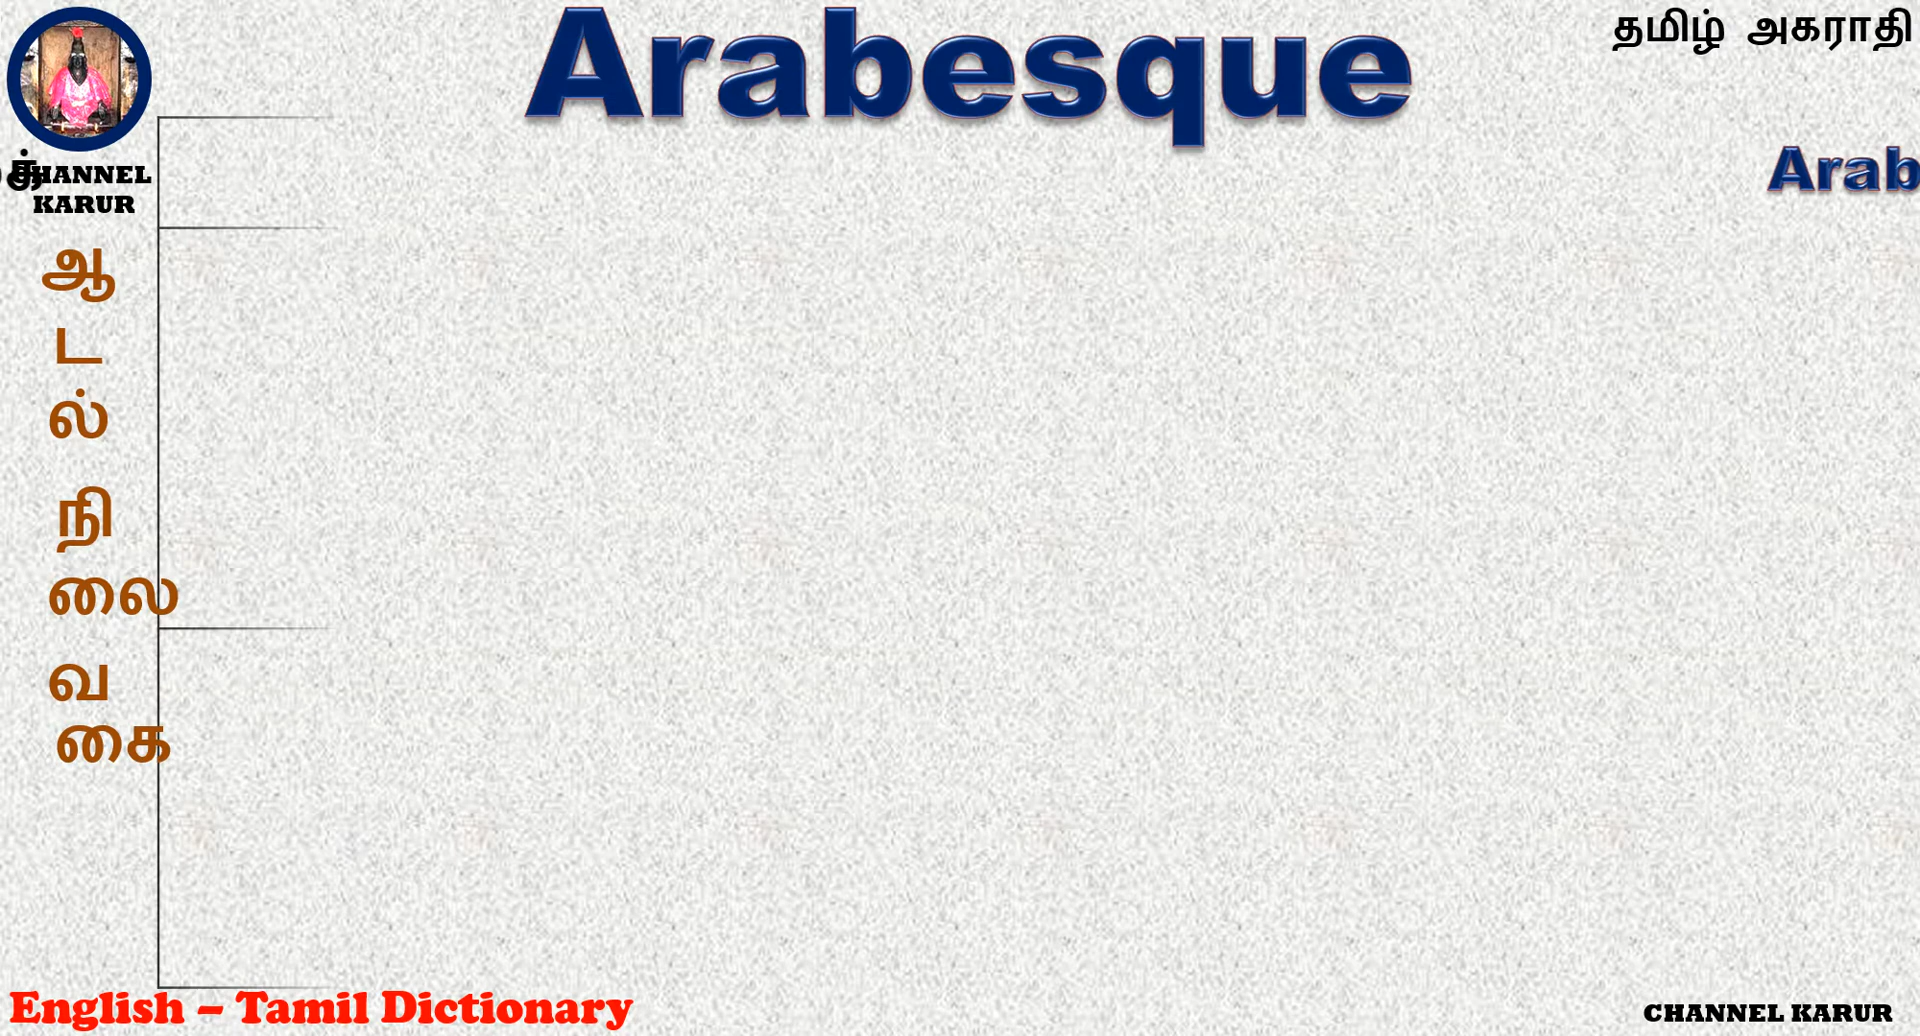 Arabesque
தமிழ் அகராதி
CHANNEL
KARUR
Arab
ஆ
ட
ல்
நி
லை
வ
கை
English – Tamil Dictionary
CHANNEL KARUR